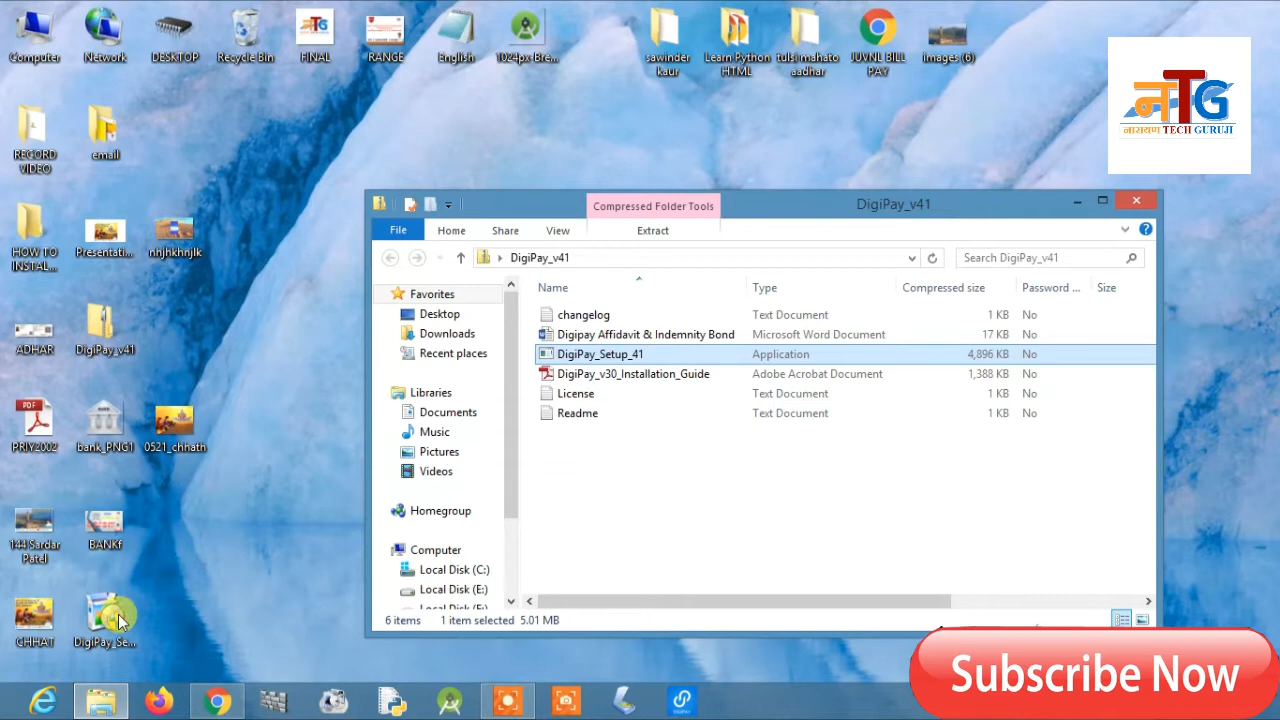 Computer
Network
DESKTOP
Recycle Bin
FINAL
RANGE
English
1024px-Bre...
sawinder kaur
Learn Python HTML
tulsi mahato aadhar
JUVNL BILL PAY
images (6)
नTG
नारायण TECH GURUJI
RECORD VIDEO
email
HOW TO INSTAL...
Presentati...
nhjhkhnjlk
ADHAR
DigiPay_v41
PRIY2002
bank_PNG1
0521_chhath
144 Sardar Patel
BANKf
CHHAT
DigiPay_Se...
Compressed Folder Tools
DigiPay_v41
File Home Share View Extract
DigiPay_v41
Search DigiPay_v41
Favorites
Desktop
Downloads
Recent places
Libraries
Documents
Music
Pictures
Videos
Homegroup
Computer
Local Disk (C:)
Local Disk (E:)
Name Type Compressed size Password ... Size
changelog Text Document 1 KB No
Digipay Affidavit & Indemnity Bond Microsoft Word Document 17 KB No
DigiPay_Setup_41 Application 4,896 KB No
DigiPay_v30_Installation_Guide Adobe Acrobat Document 1,388 KB No
License Text Document 1 KB No
Readme Text Document 1 KB No
6 items 1 item selected 5.01 MB
Subscribe Now